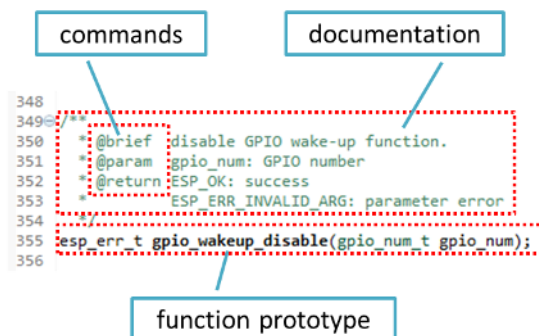 commands
documentation
348
349 /**
350 * @brief disable GPIO wake-up function.
351 * @param gpio_num: GPIO number
352 * @return ESP_OK: success
353 * ESP_ERR_INVALID_ARG: parameter error
354 */
355 esp_err_t gpio_wakeup_disable(gpio_num_t gpio_num);
356
function prototype